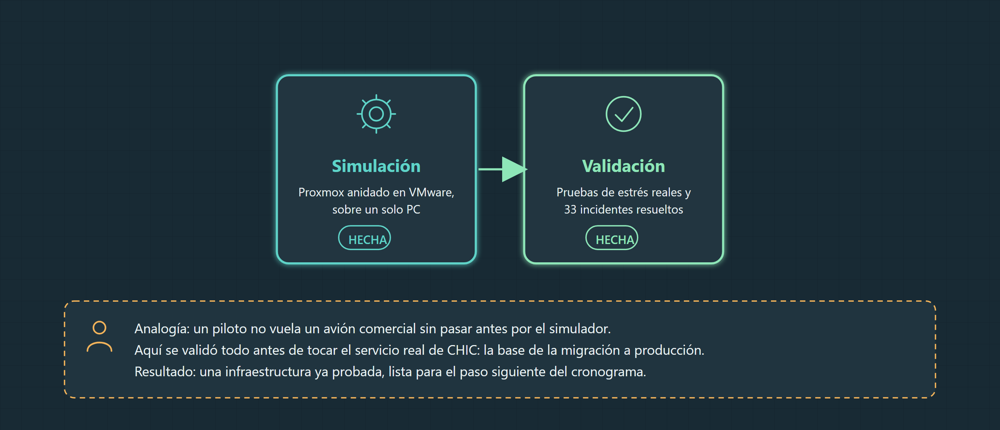 Simulación
Proxmox anidado en VMware,
sobre un solo PC
HECHA
Validación
Pruebas de estrés reales y
33 incidentes resueltos
HECHA
Analogía: un piloto no vuela un avión comercial sin pasar antes por el simulador.
Aquí se validó todo antes de tocar el servicio real de CHIC: la base de la migración a producción.
Resultado: una infraestructura ya probada, lista para el paso siguiente del cronograma.